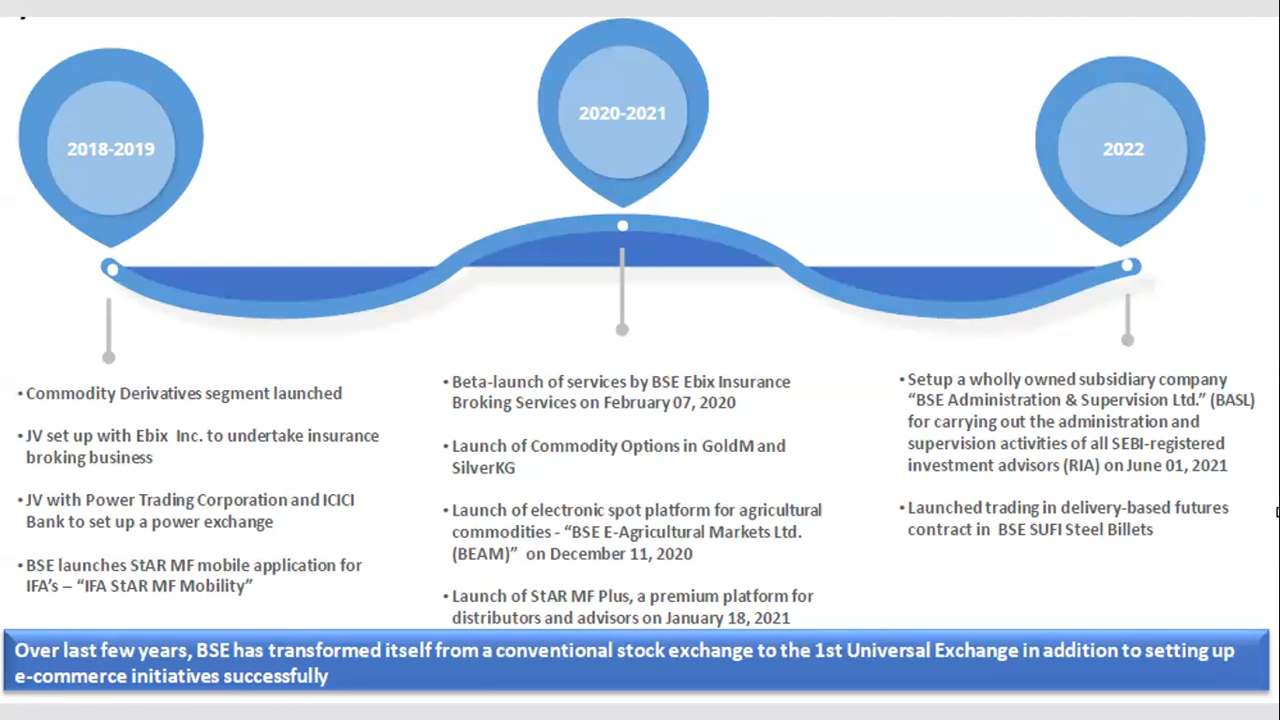 2018-2019
2020-2021
2022
• Commodity Derivatives segment launched
• JV set up with Ebix Inc. to undertake insurance
broking business
• JV with Power Trading Corporation and ICICI
Bank to set up a power exchange
• BSE launches StAR MF mobile application for
IFA's – “IFA StAR MF Mobility”
• Beta-launch of services by BSE Ebix Insurance
Broking Services on February 07, 2020
• Launch of Commodity Options in GoldM and
SilverKG
• Launch of electronic spot platform for agricultural
commodities - “BSE E-Agricultural Markets Ltd.
(BEAM)” on December 11, 2020
• Launch of StAR MF Plus, a premium platform for
distributors and advisors on January 18, 2021
• Setup a wholly owned subsidiary company
“BSE Administration & Supervision Ltd.” (BASL)
for carrying out the administration and
supervision activities of all SEBI-registered
investment advisors (RIA) on June 01, 2021
• Launched trading in delivery-based futures
contract in BSE SUFI Steel Billets
Over last few years, BSE has transformed itself from a conventional stock exchange to the 1st Universal Exchange in addition to setting up
e-commerce initiatives successfully